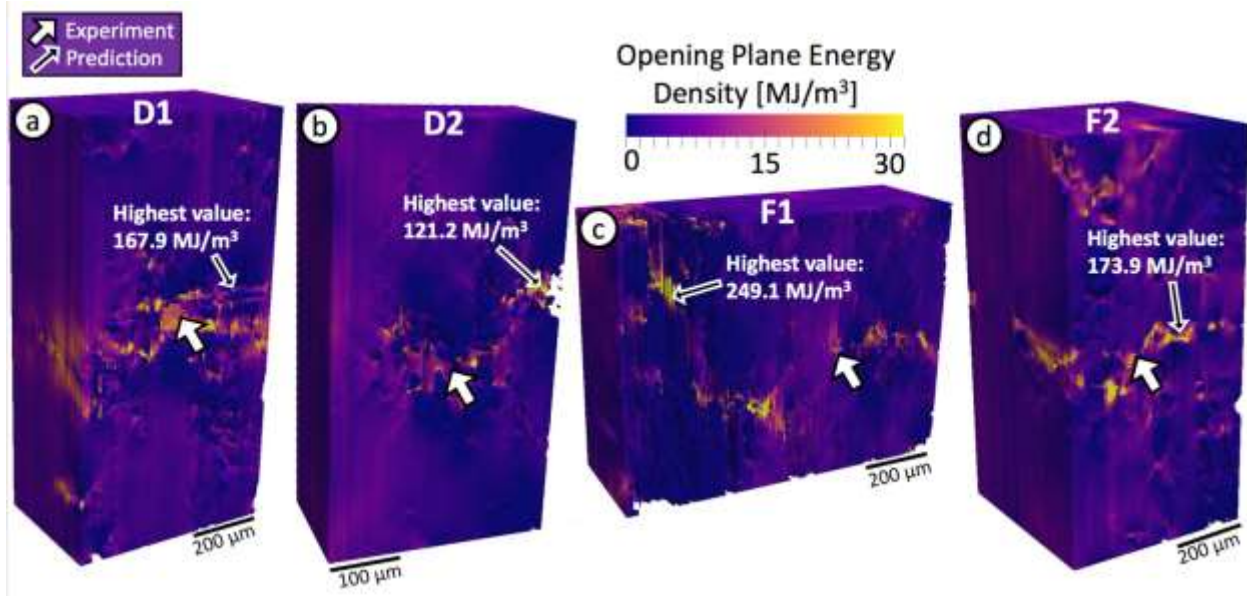 Experiment
Prediction
Opening Plane Energy
Density [MJ/m³]
0 15 30
a
D1
Highest value:
167.9 MJ/m³
200 μm
b
D2
Highest value:
121.2 MJ/m³
100 μm
c
F1
Highest value:
249.1 MJ/m³
200 μm
d
F2
Highest value:
173.9 MJ/m³
200 μm